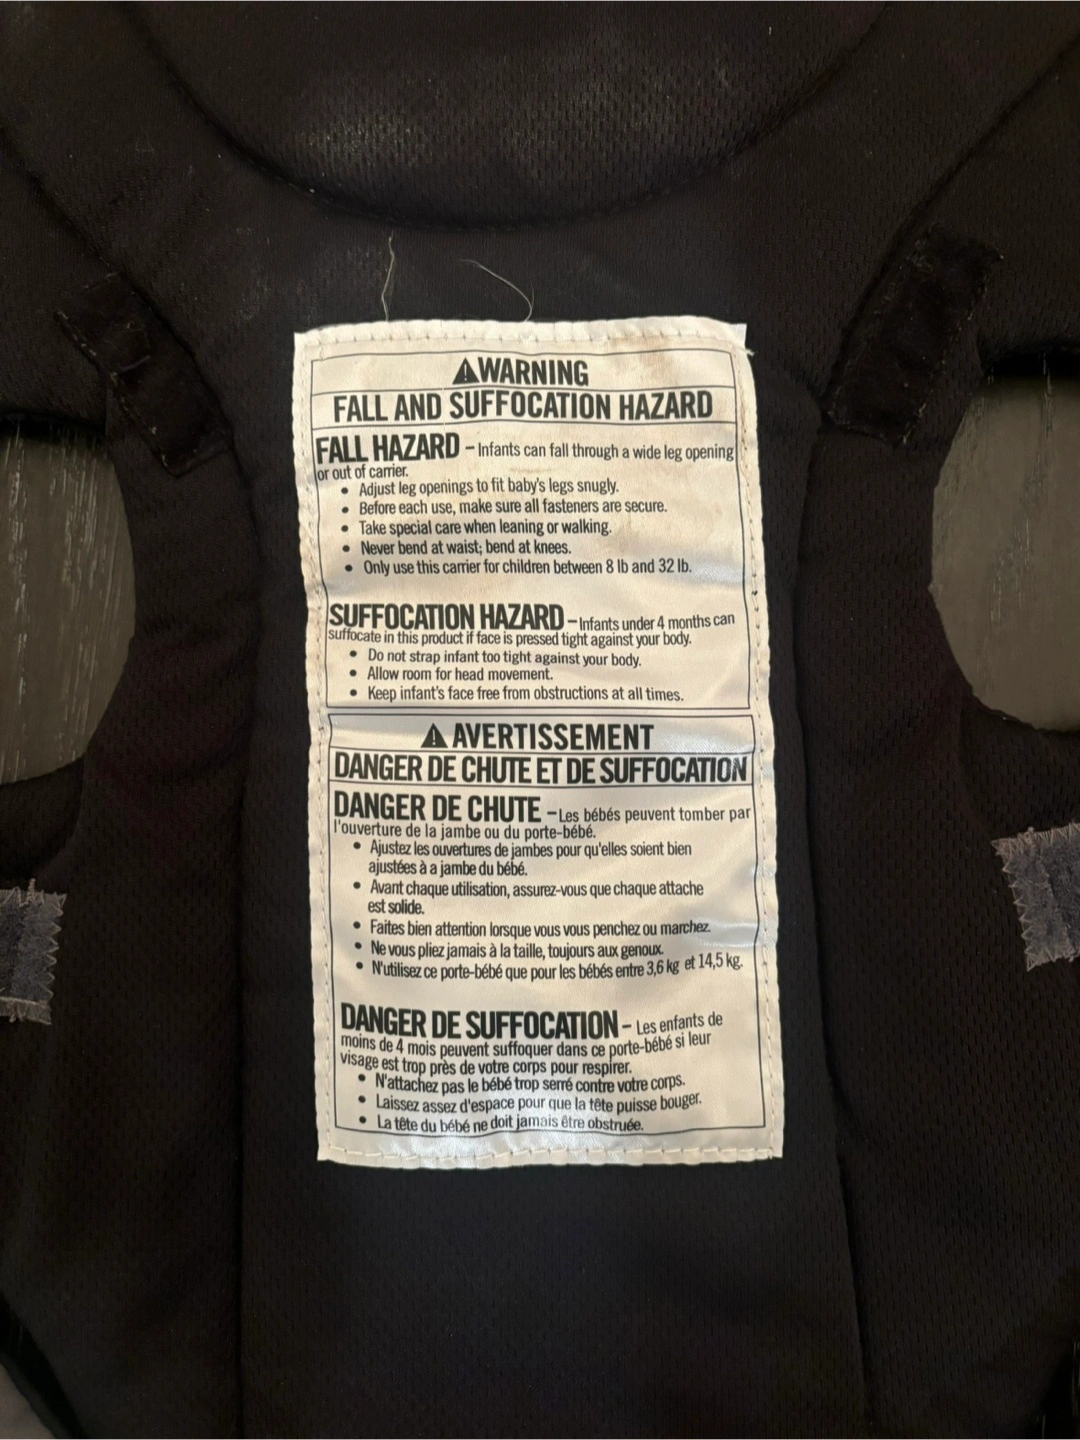 ⚠WARNING
FALL AND SUFFOCATION HAZARD
FALL HAZARD – Infants can fall through a wide leg opening
or out of carrier.
• Adjust leg openings to fit baby's legs snugly.
• Before each use, make sure all fasteners are secure.
• Take special care when leaning or walking.
• Never bend at waist; bend at knees.
• Only use this carrier for children between 8 lb and 32 lb.
SUFFOCATION HAZARD – Infants under 4 months can
suffocate in this product if face is pressed tight against your body.
• Do not strap infant too tight against your body.
• Allow room for head movement.
• Keep infant's face free from obstructions at all times.
⚠ AVERTISSEMENT
DANGER DE CHUTE ET DE SUFFOCATION
DANGER DE CHUTE – Les bébés peuvent tomber par
l'ouverture de la jambe ou du porte-bébé.
• Ajustez les ouvertures de jambes pour qu'elles soient bien
ajustées à a jambe du bébé.
• Avant chaque utilisation, assurez-vous que chaque attache
est solide.
• Faites bien attention lorsque vous vous penchez ou marchez.
• Ne vous pliez jamais à la taille, toujours aux genoux.
• N'utilisez ce porte-bébé que pour les bébés entre 3,6 kg et 14,5 kg.
DANGER DE SUFFOCATION – Les enfants de
moins de 4 mois peuvent suffoquer dans ce porte-bébé si leur
visage est trop près de votre corps pour respirer.
• N'attachez pas le bébé trop serré contre votre corps.
• Laissez assez d'espace pour que la tête puisse bouger.
• La tête du bébé ne doit jamais être obstruée.